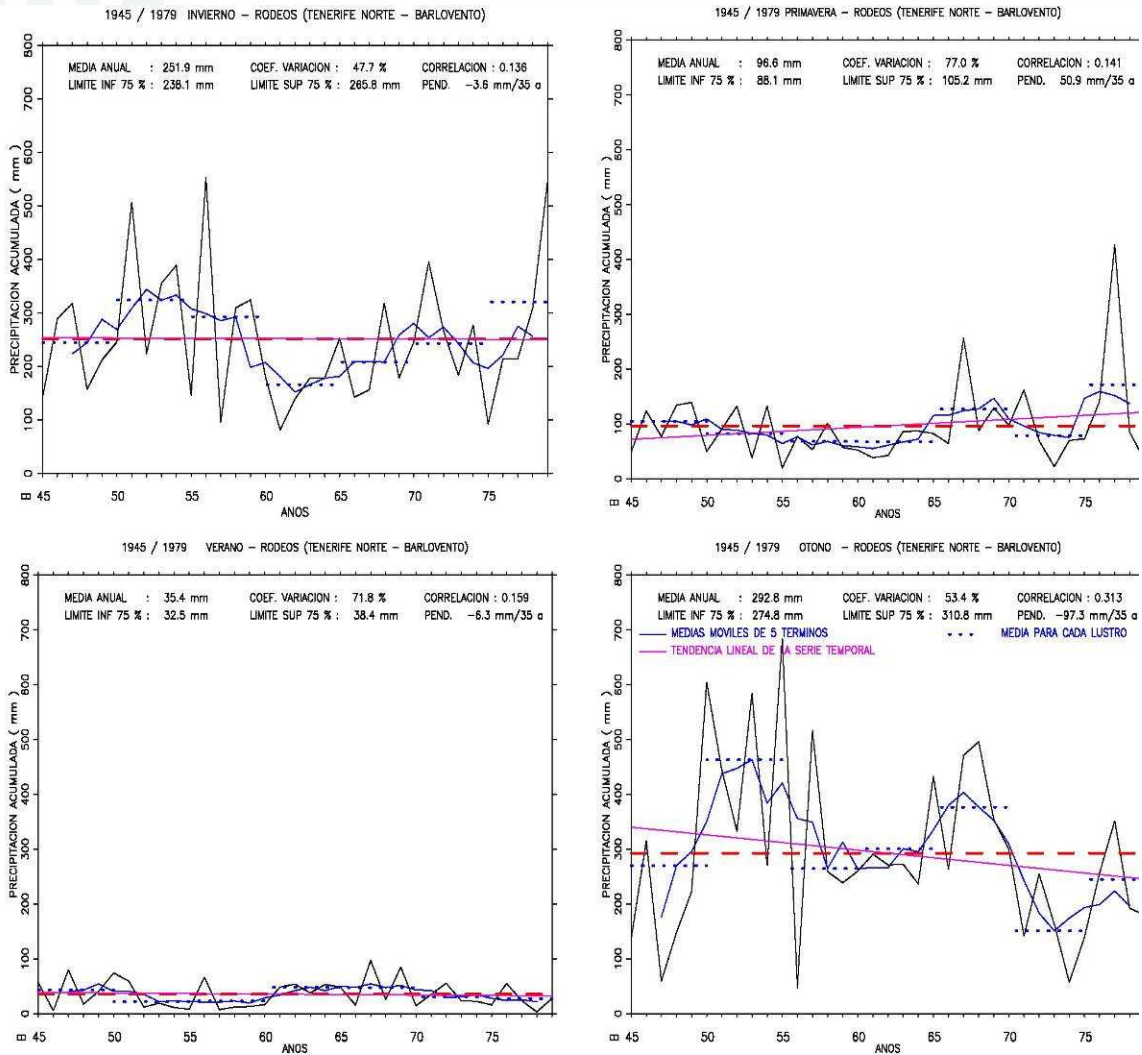 1945 / 1979 INVIERNO – RODEOS (TENERIFE NORTE – BARLOVENTO)
MEDIA ANUAL : 251.9 mm COEF. VARIACION : 47.7 % CORRELACION : 0.136
LIMITE INF 75 % : 238.1 mm LIMITE SUP 75 % : 265.8 mm PEND. –3.6 mm/35 a
PRECIPITACION ACUMULADA ( mm )
800
700
600
500
400
300
200
100
0
45 50 55 60 65 70 75
ANOS
1945 / 1979 PRIMAVERA – RODEOS (TENERIFE NORTE – BARLOVENTO)
MEDIA ANUAL : 96.6 mm COEF. VARIACION : 77.0 % CORRELACION : 0.141
LIMITE INF 75 % : 88.1 mm LIMITE SUP 75 % : 105.2 mm PEND. 50.9 mm/35 a
PRECIPITACION ACUMULADA ( mm )
800
700
600
500
400
300
200
100
0
45 50 55 60 65 70 75
ANOS
1945 / 1979 VERANO – RODEOS (TENERIFE NORTE – BARLOVENTO)
MEDIA ANUAL : 35.4 mm COEF. VARIACION : 71.8 % CORRELACION : 0.159
LIMITE INF 75 % : 32.5 mm LIMITE SUP 75 % : 38.4 mm PEND. –6.3 mm/35 a
PRECIPITACION ACUMULADA ( mm )
800
700
600
500
400
300
200
100
0
45 50 55 60 65 70 75
ANOS
1945 / 1979 OTONO – RODEOS (TENERIFE NORTE – BARLOVENTO)
MEDIA ANUAL : 292.8 mm COEF. VARIACION : 53.4 % CORRELACION : 0.313
LIMITE INF 75 % : 274.8 mm LIMITE SUP 75 % : 310.8 mm PEND. –97.3 mm/35 a
MEDIAS MOVILES DE 5 TERMINOS MEDIA PARA CADA LUSTRO
TENDENCIA LINEAL DE LA SERIE TEMPORAL
PRECIPITACION ACUMULADA ( mm )
800
700
600
500
400
300
200
100
0
45 50 55 60 65 70 75
ANOS